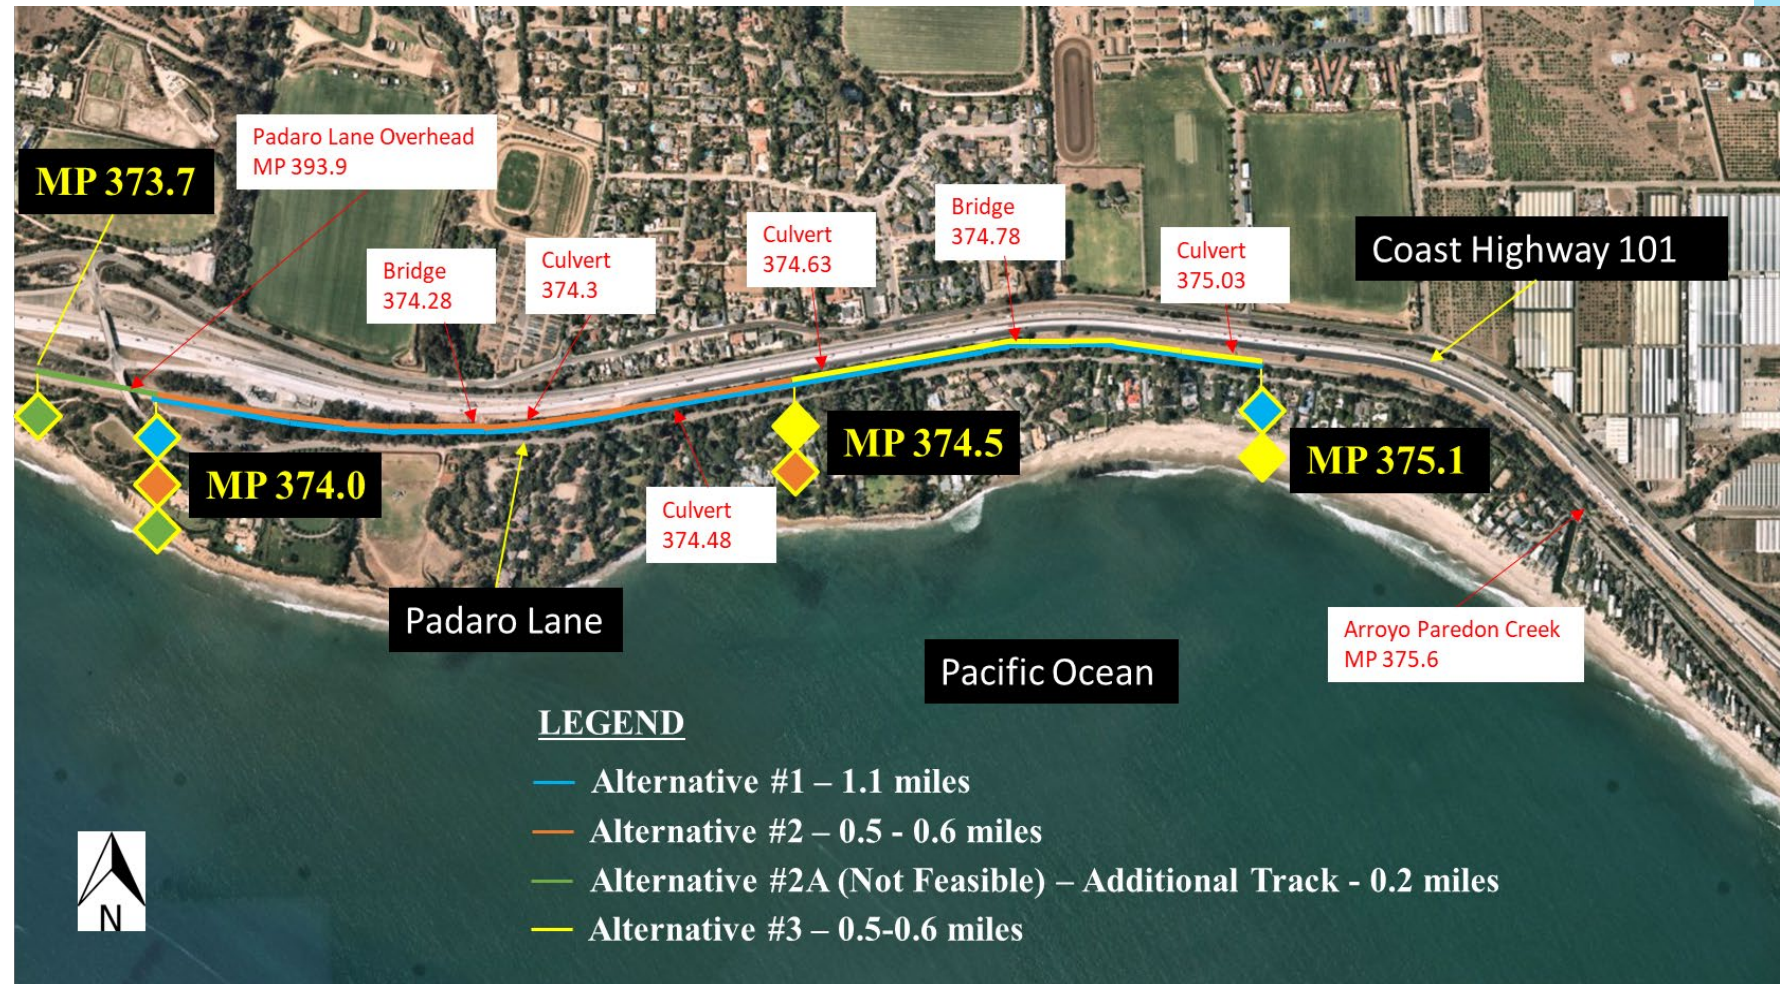 Padaro Lane Overhead
MP 393.9
MP 373.7
Bridge
374.28
Culvert
374.3
Culvert
374.63
Bridge
374.78
Culvert
375.03
Coast Highway 101
MP 374.0
MP 374.5
MP 375.1
Culvert
374.48
Padaro Lane
Pacific Ocean
Arroyo Paredon Creek
MP 375.6
LEGEND
Alternative #1 – 1.1 miles
Alternative #2 – 0.5 - 0.6 miles
Alternative #2A (Not Feasible) – Additional Track - 0.2 miles
Alternative #3 – 0.5-0.6 miles
N